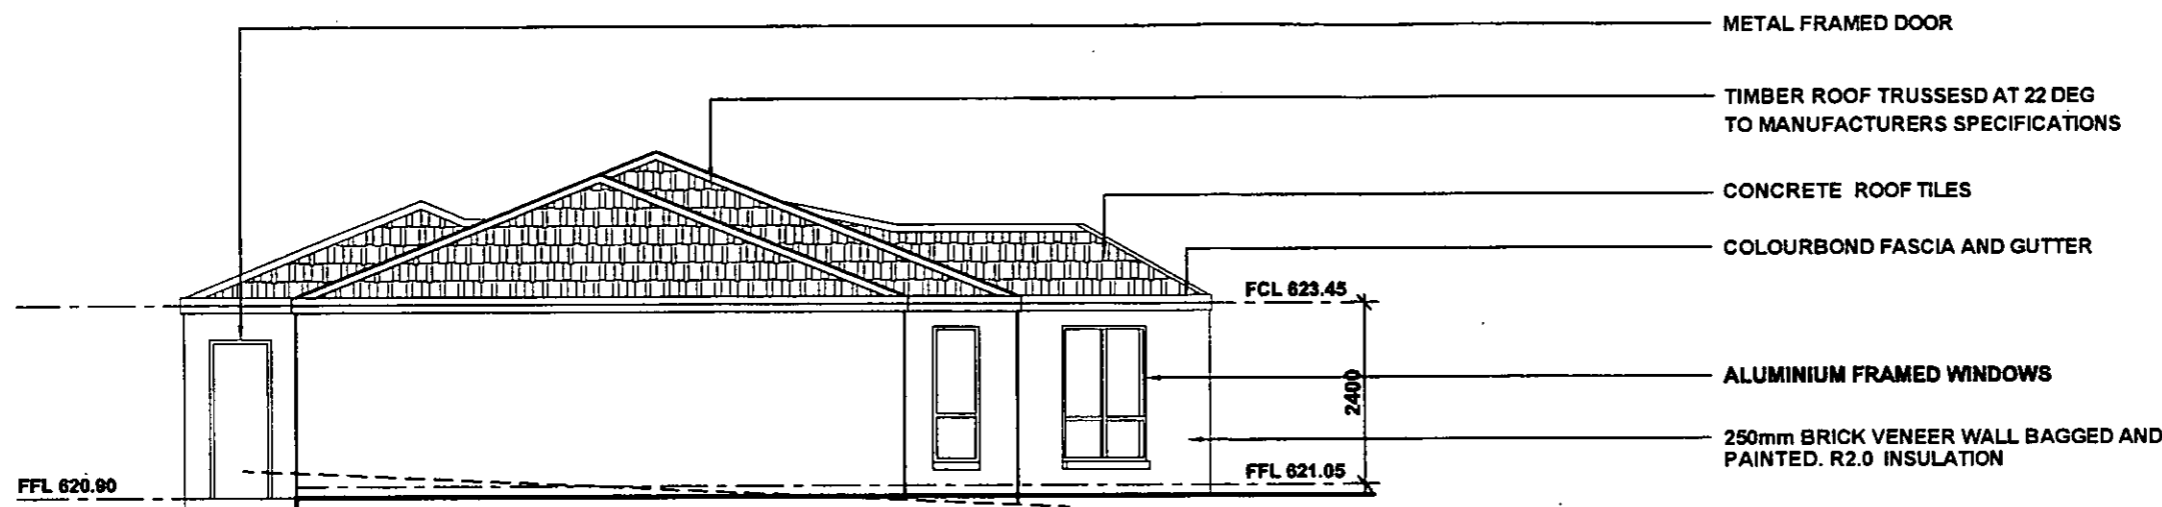 METAL FRAMED DOOR
TIMBER ROOF TRUSSESD AT 22 DEG
TO MANUFACTURERS SPECIFICATIONS
CONCRETE ROOF TILES
COLOURBOND FASCIA AND GUTTER
FCL 623.45
2400
ALUMINIUM FRAMED WINDOWS
250mm BRICK VENEER WALL BAGGED AND
PAINTED. R2.0 INSULATION
FFL 621.05
FFL 620.90